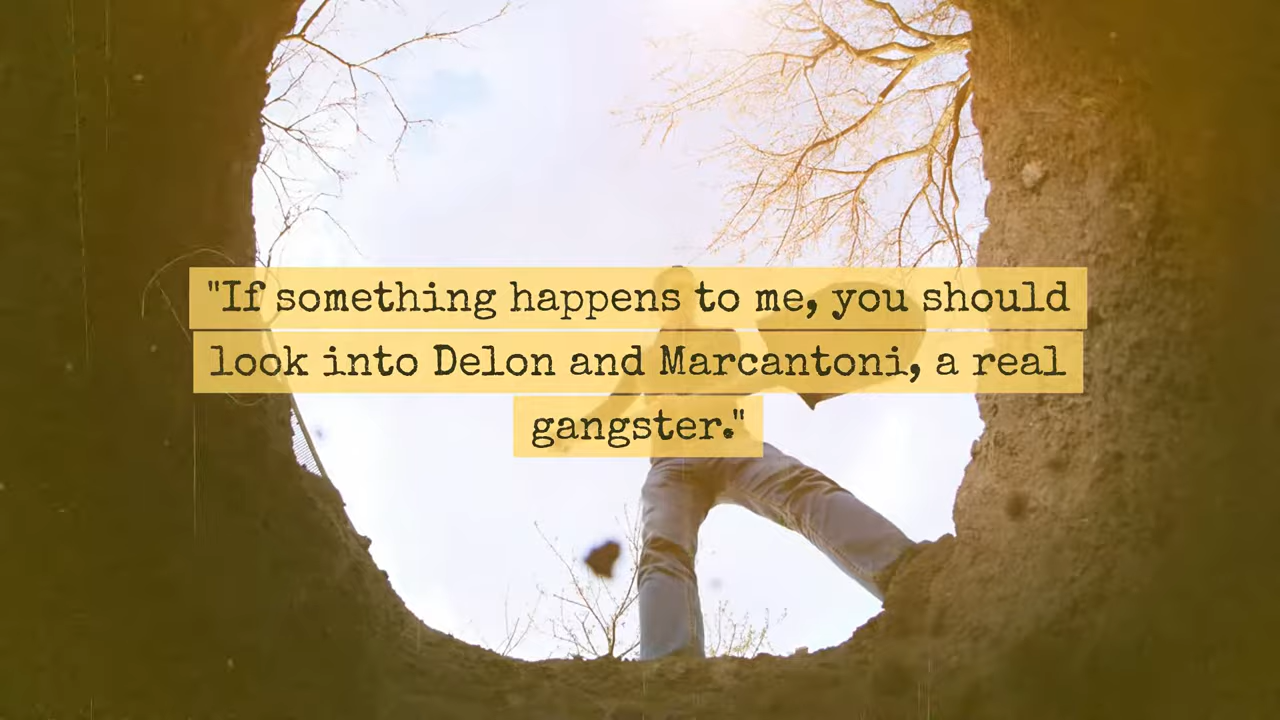 "If something happens to me, you should
look into Delon and Marcantoni, a real
gangster."